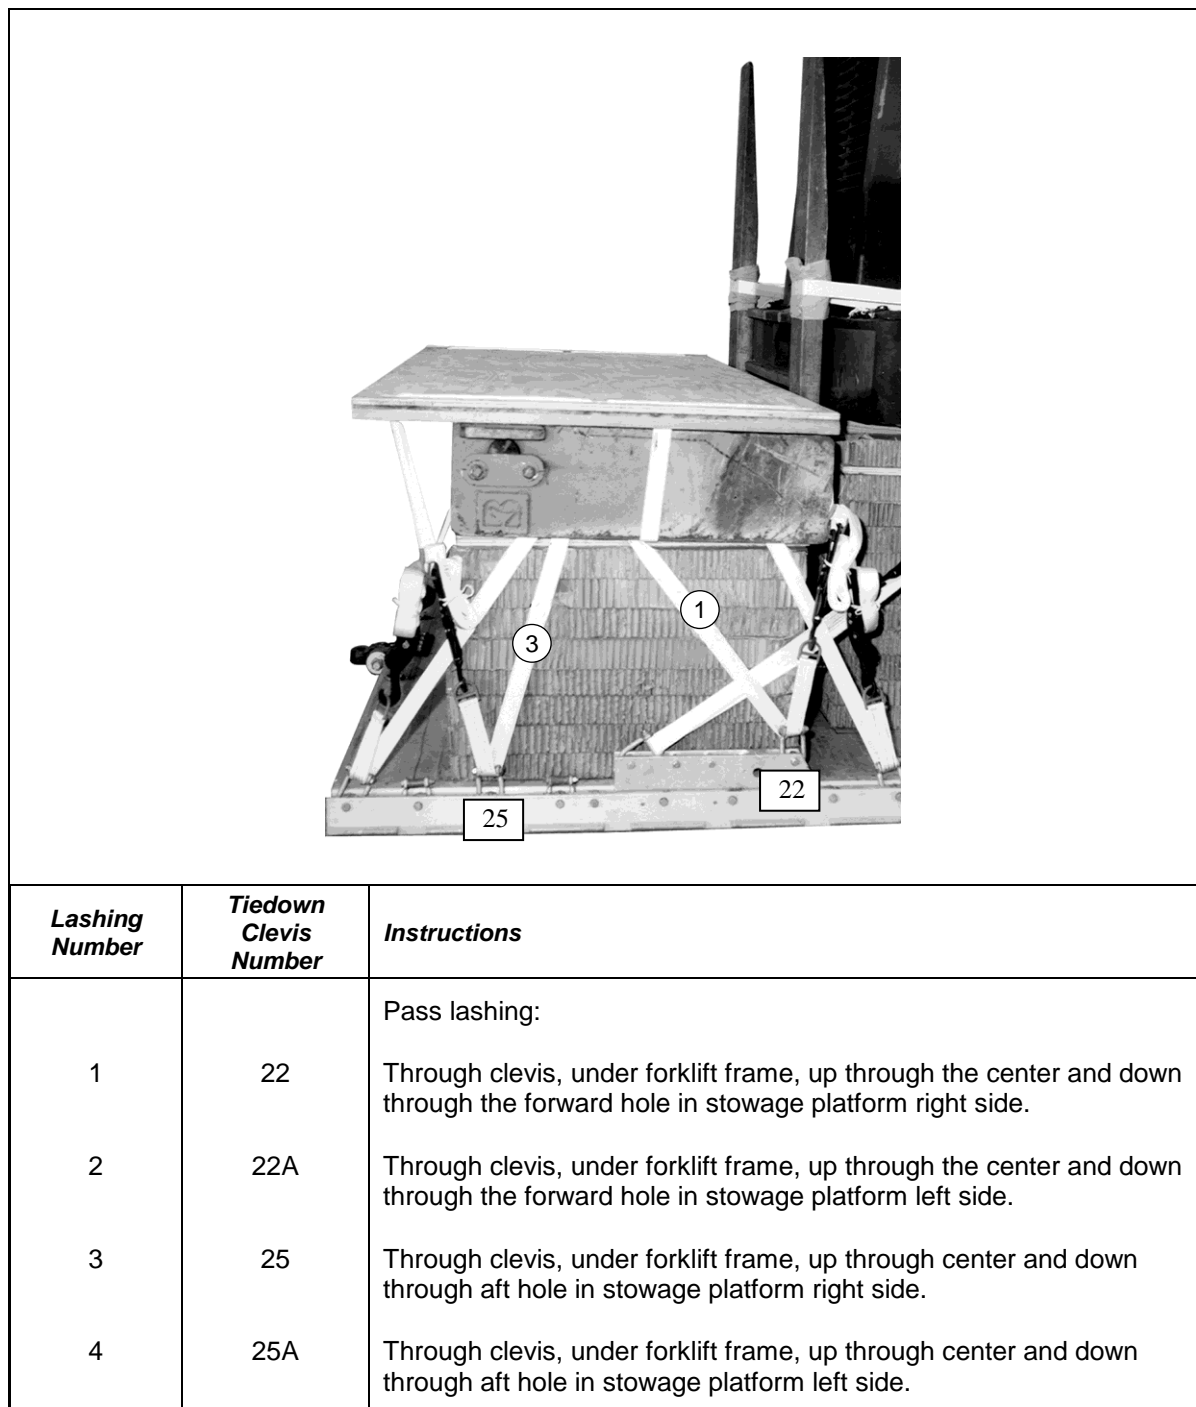 1
3
22
25
Lashing Number
Tiedown Clevis Number
Instructions
Pass lashing:
1
22
Through clevis, under forklift frame, up through the center and down
through the forward hole in stowage platform right side.
2
22A
Through clevis, under forklift frame, up through the center and down
through the forward hole in stowage platform left side.
3
25
Through clevis, under forklift frame, up through center and down
through aft hole in stowage platform right side.
4
25A
Through clevis, under forklift frame, up through center and down
through aft hole in stowage platform left side.